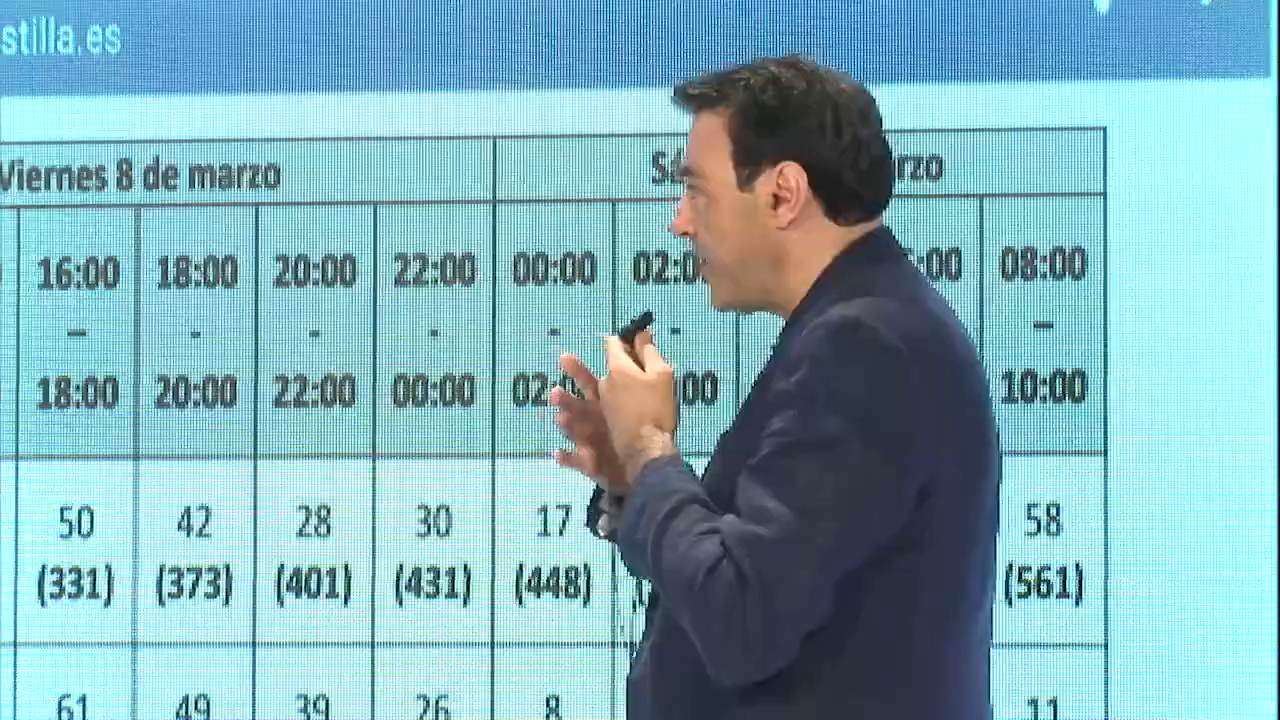 stilla.es
Viernes 8 de marzo
16:00 18:00 20:00 22:00 00:00 08:00
– - - - - - –
18:00 20:00 22:00 00:00 10:00
50 42 28 30 17 58
(331) (373) (401) (431) (448) (561)
61 49 39 26 8 11